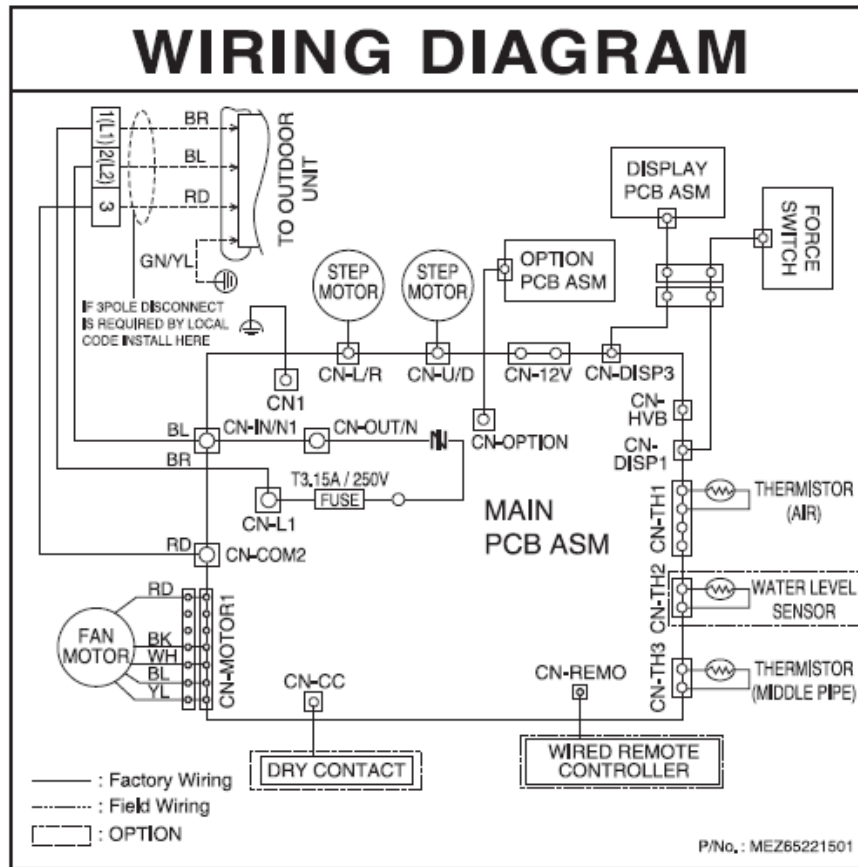 WIRING DIAGRAM
1(L1)
2(L2)
3
BR
BL
RD
GN/YL
TO OUTDOOR
UNIT
IF 3POLE DISCONNECT
IS REQUIRED BY LOCAL
CODE INSTALL HERE
STEP
MOTOR
STEP
MOTOR
OPTION
PCB ASM
DISPLAY
PCB ASM
FORCE
SWITCH
CN1
CN-L/R
CN-U/D
CN-12V
CN-DISP3
CN-
HVB
CN-
DISP1
CN-OPTION
BL
CN-IN/N1
CN-OUT/N
BR
T3.15A / 250V
FUSE
CN-L1
RD
CN-COM2
MAIN
PCB ASM
CN-TH1
THERMISTOR
(AIR)
CN-TH2
WATER LEVEL
SENSOR
CN-TH3
THERMISTOR
(MIDDLE PIPE)
FAN
MOTOR
RD
BK
WH
BL
YL
CN-MOTOR1
CN-CC
DRY CONTACT
CN-REMO
WIRED REMOTE
CONTROLLER
: Factory Wiring
: Field Wiring
: OPTION
P/No. : MEZ65221501